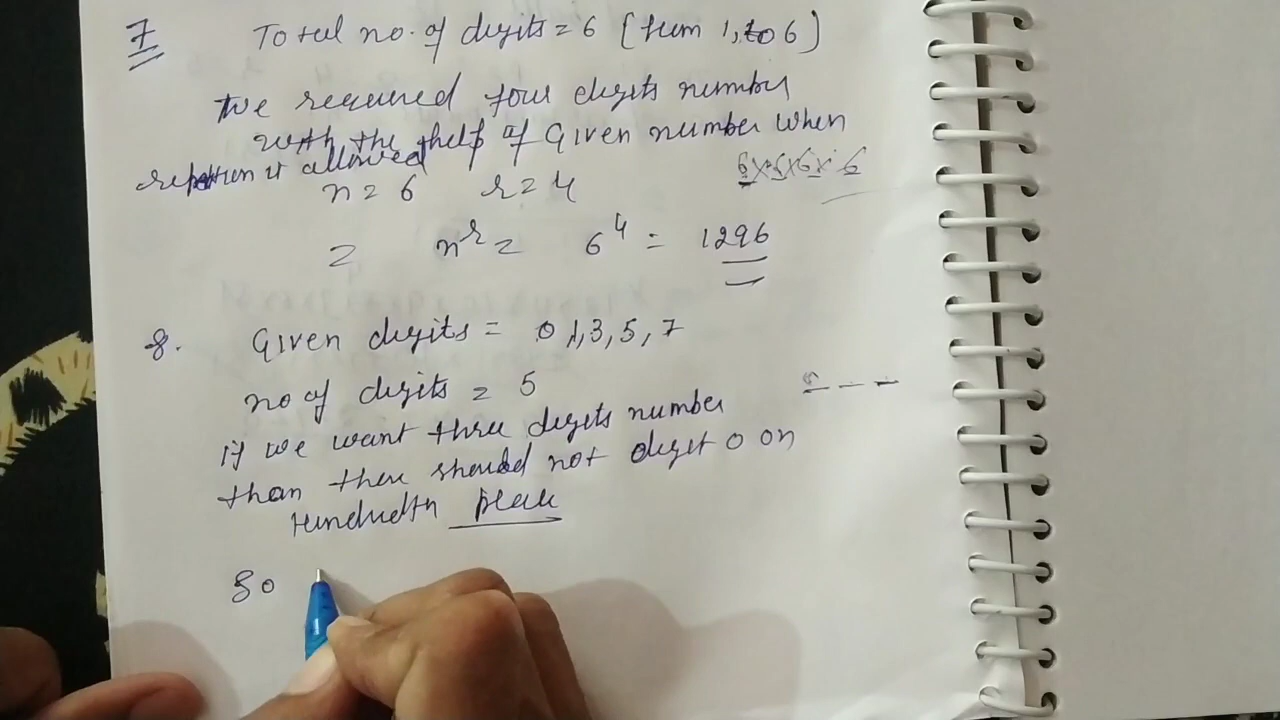 7 Total no. of digits = 6 [from 1, to 6]
We required four digits number
with the help of Given number when
repetition is allowed
6 × 6 × 6 × 6
n = 6 r = 4
= n^r = 6^4 = 1296
8. Given digits = 0 1, 3, 5, 7
no of digits = 5
if we want three digits number
than there should not digit 0 on
Hundredth place
So